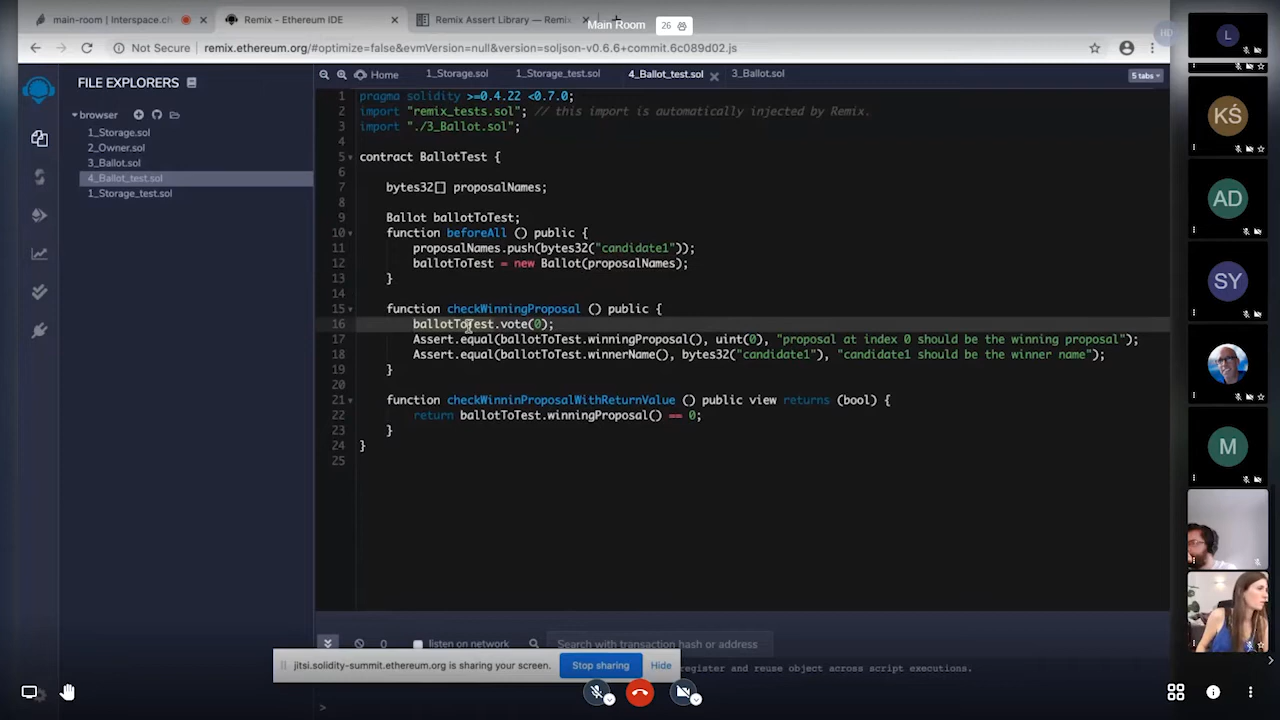 main-room | Interspace.ch
Remix - Ethereum IDE
Remix Assert Library — Remix
Main Room
26
HD
Not Secure
remix.ethereum.org/#optimize=false&evmVersion=null&version=soljson-v0.6.6+commit.6c089d02.js
FILE EXPLORERS
Home
1_Storage.sol
1_Storage_test.sol
4_Ballot_test.sol
3_Ballot.sol
5 tabs
browser
1_Storage.sol
2_Owner.sol
3_Ballot.sol
4_Ballot_test.sol
1_Storage_test.sol
1 pragma solidity >=0.4.22 <0.7.0;
2 import "remix_tests.sol"; // this import is automatically injected by Remix.
3 import "./3_Ballot.sol";
4
5 contract BallotTest {
6
7 bytes32[] proposalNames;
8
9 Ballot ballotToTest;
10 function beforeAll () public {
11 proposalNames.push(bytes32("candidate1"));
12 ballotToTest = new Ballot(proposalNames);
13 }
14
15 function checkWinningProposal () public {
16 ballotToTest.vote(0);
17 Assert.equal(ballotToTest.winningProposal(), uint(0), "proposal at index 0 should be the winning proposal");
18 Assert.equal(ballotToTest.winnerName(), bytes32("candidate1"), "candidate1 should be the winner name");
19 }
20
21 function checkWinninProposalWithReturnValue () public view returns (bool) {
22 return ballotToTest.winningProposal() == 0;
23 }
24 }
25
0
listen on network
Search with transaction hash or address
jitsi.solidity-summit.ethereum.org is sharing your screen.
Stop sharing
Hide
register and reuse object across script executions.
>
L
KŚ
AD
SY
M